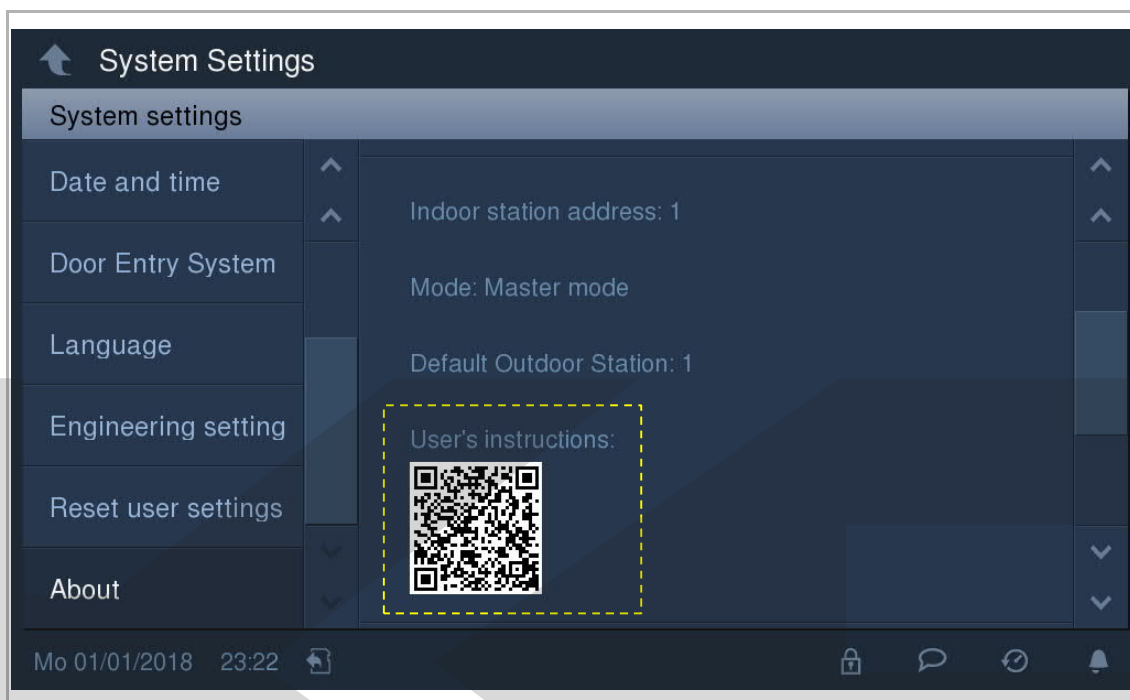 System Settings
System settings
Date and time
Door Entry System
Language
Engineering setting
Reset user settings
About
Indoor station address: 1
Mode: Master mode
Default Outdoor Station: 1
User's instructions:
Mo 01/01/2018 23:22